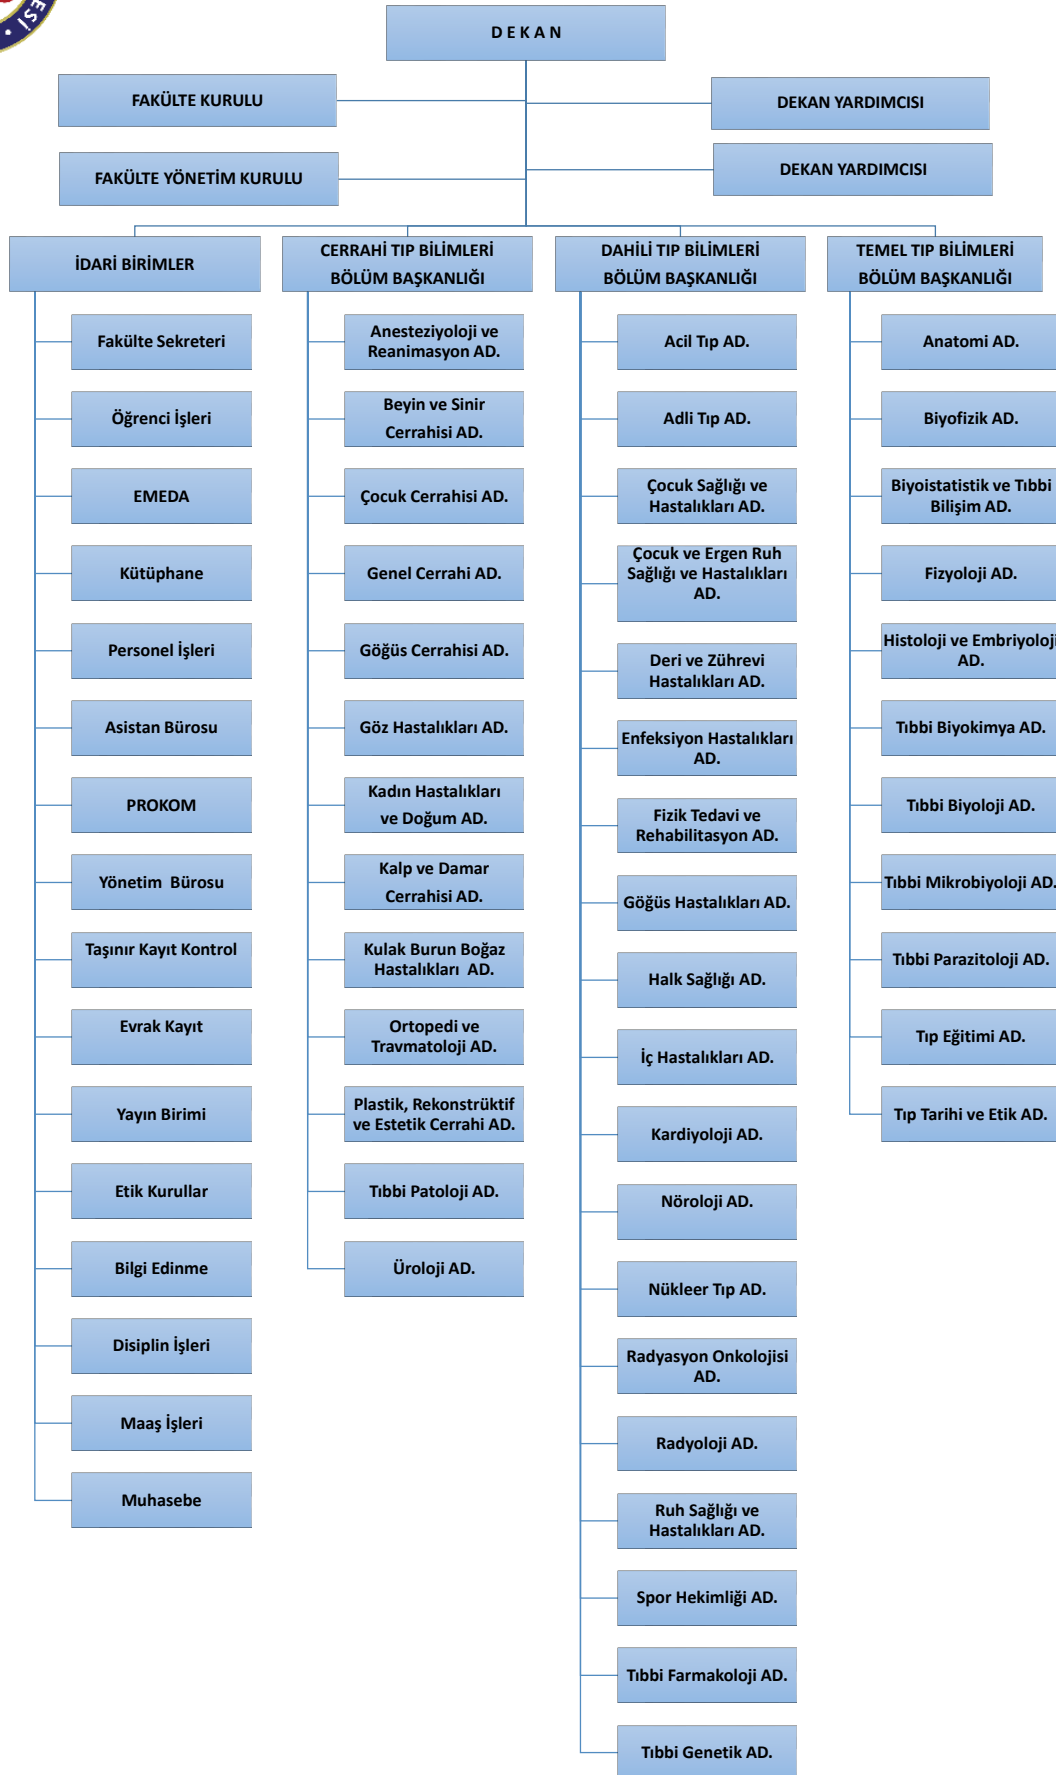 D E K A N
FAKÜLTE KURULU
DEKAN YARDIMCISI
FAKÜLTE YÖNETİM KURULU
DEKAN YARDIMCISI
İDARİ BİRİMLER
Fakülte Sekreteri
Öğrenci İşleri
EMEDA
Kütüphane
Personel İşleri
Asistan Bürosu
PROKOM
Yönetim  Bürosu
Taşınır Kayıt Kontrol
Evrak Kayıt
Yayın Birimi
Etik Kurullar
Bilgi Edinme
Disiplin İşleri
Maaş İşleri
Muhasebe
CERRAHİ TIP BİLİMLERİ
BÖLÜM BAŞKANLIĞI
Anesteziyoloji ve
Reanimasyon AD.
Beyin ve Sinir
Cerrahisi AD.
Çocuk Cerrahisi AD.
Genel Cerrahi AD.
Göğüs Cerrahisi AD.
Göz Hastalıkları AD.
Kadın Hastalıkları
ve Doğum AD.
Kalp ve Damar
Cerrahisi AD.
Kulak Burun Boğaz
Hastalıkları  AD.
Ortopedi ve
Travmatoloji AD.
Plastik, Rekonstrüktif
ve Estetik Cerrahi AD.
Tıbbi Patoloji AD.
Üroloji AD.
DAHİLİ TIP BİLİMLERİ
BÖLÜM BAŞKANLIĞI
Acil Tıp AD.
Adli Tıp AD.
Çocuk Sağlığı ve
Hastalıkları AD.
Çocuk ve Ergen Ruh
Sağlığı ve Hastalıkları
AD.
Deri ve Zührevi
Hastalıkları AD.
Enfeksiyon Hastalıkları
AD.
Fizik Tedavi ve
Rehabilitasyon AD.
Göğüs Hastalıkları AD.
Halk Sağlığı AD.
İç Hastalıkları AD.
Kardiyoloji AD.
Nöroloji AD.
Nükleer Tıp AD.
Radyasyon Onkolojisi
AD.
Radyoloji AD.
Ruh Sağlığı ve
Hastalıkları AD.
Spor Hekimliği AD.
Tıbbi Farmakoloji AD.
Tıbbi Genetik AD.
TEMEL TIP BİLİMLERİ
BÖLÜM BAŞKANLIĞI
Anatomi AD.
Biyofizik AD.
Biyoistatistik ve Tıbbi
Bilişim AD.
Fizyoloji AD.
Histoloji ve Embriyoloji
AD.
Tıbbi Biyokimya AD.
Tıbbi Biyoloji AD.
Tıbbi Mikrobiyoloji AD.
Tıbbi Parazitoloji AD.
Tıp Eğitimi AD.
Tıp Tarihi ve Etik AD.